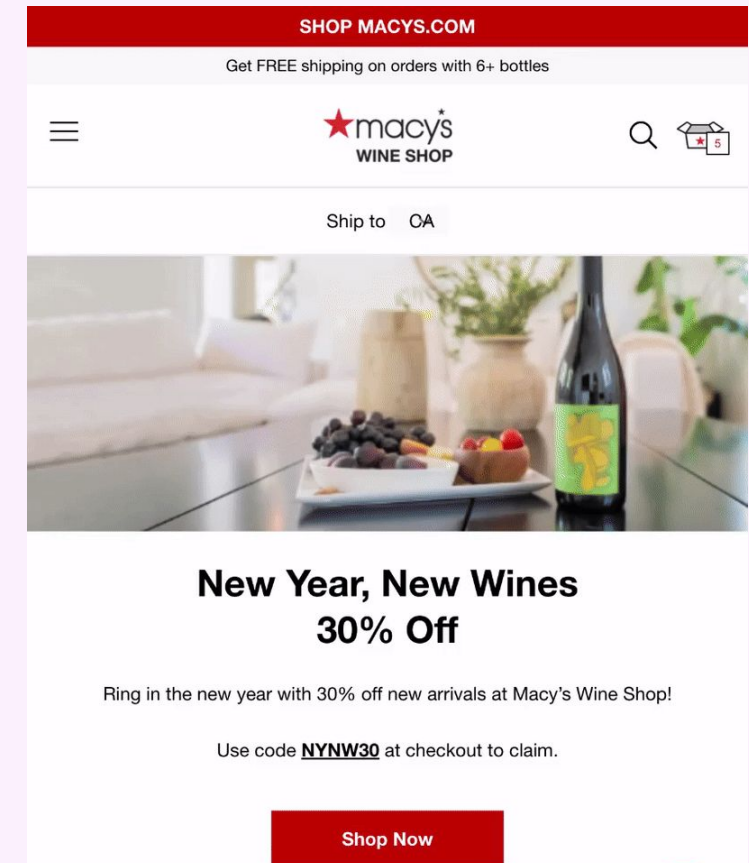 SHOP MACYS.COM
Get FREE shipping on orders with 6+ bottles
macy's
WINE SHOP
5
Ship to CA
New Year, New Wines
30% Off
Ring in the new year with 30% off new arrivals at Macy's Wine Shop!
Use code NYNW30 at checkout to claim.
Shop Now